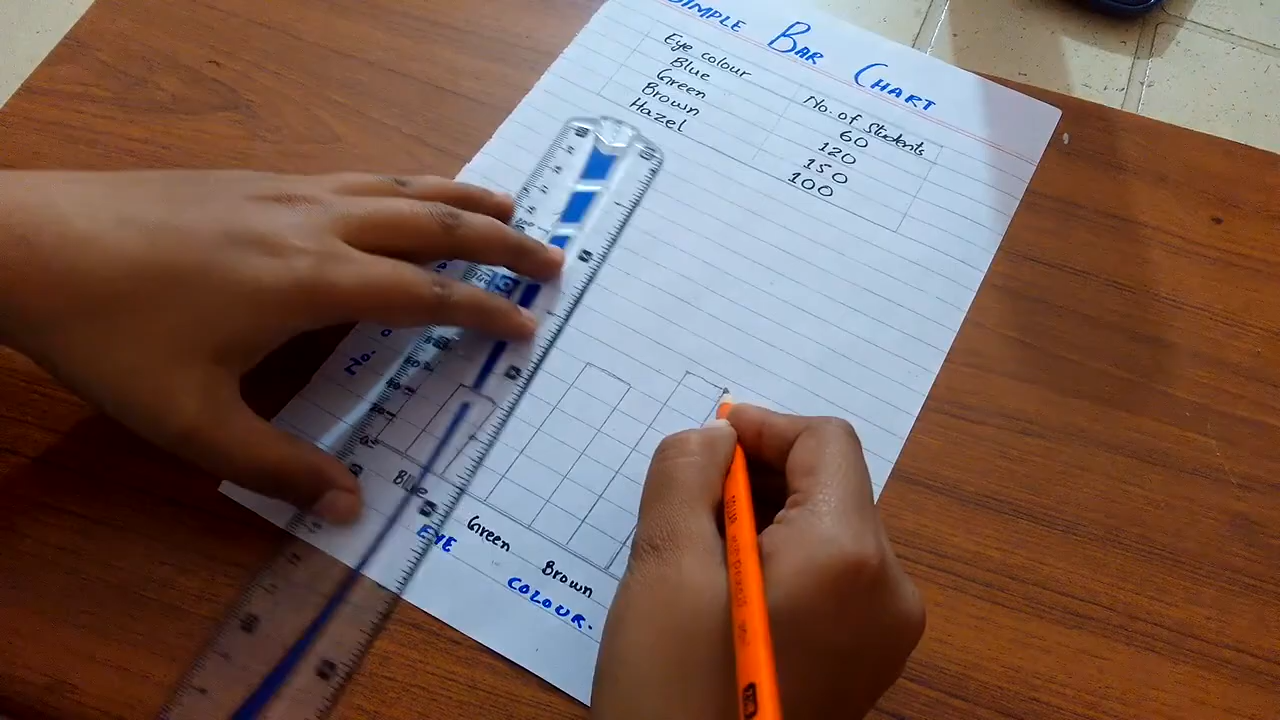 SIMPLE BAR CHART
Eye colour No. of Students
Blue 60
Green 120
Brown 150
Hazel 100
No.
Blue
Green
Brown
EYE COLOUR.